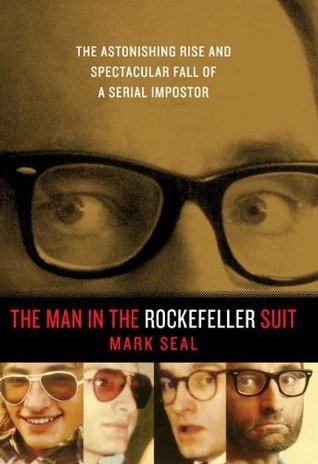 THE ASTONISHING RISE AND
SPECTACULAR FALL OF
A SERIAL IMPOSTOR
THE MAN IN THE ROCKEFELLER SUIT
MARK SEAL